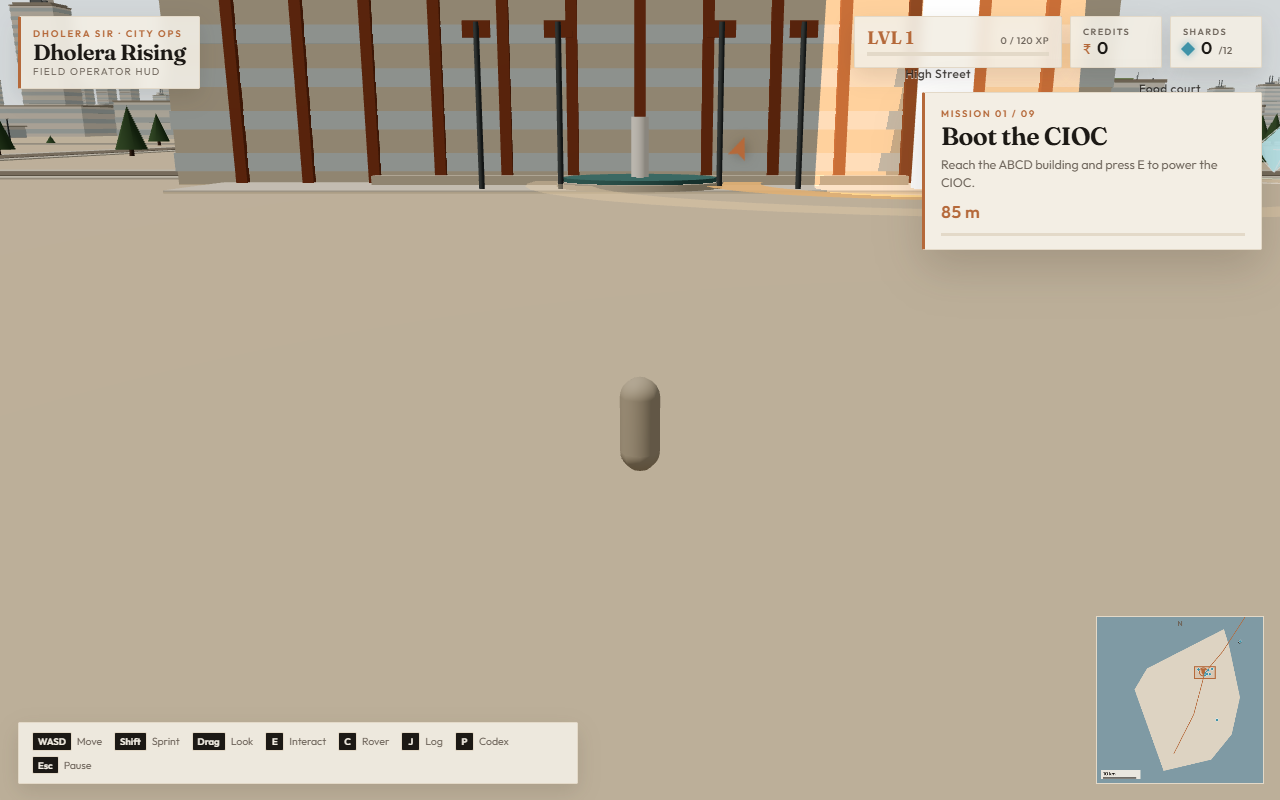 DHOLERA SIR · CITY OPS
Dholera Rising
FIELD OPERATOR HUD
LVL 1
0 / 120 XP
CREDITS
₹ 0
SHARDS
0 /12
High Street
Food court
MISSION 01 / 09
Boot the CIOC
Reach the ABCD building and press E to power the
CIOC.
85 m
N
10 km
WASD Move Shift Sprint Drag Look E Interact C Rover J Log P Codex
Esc Pause